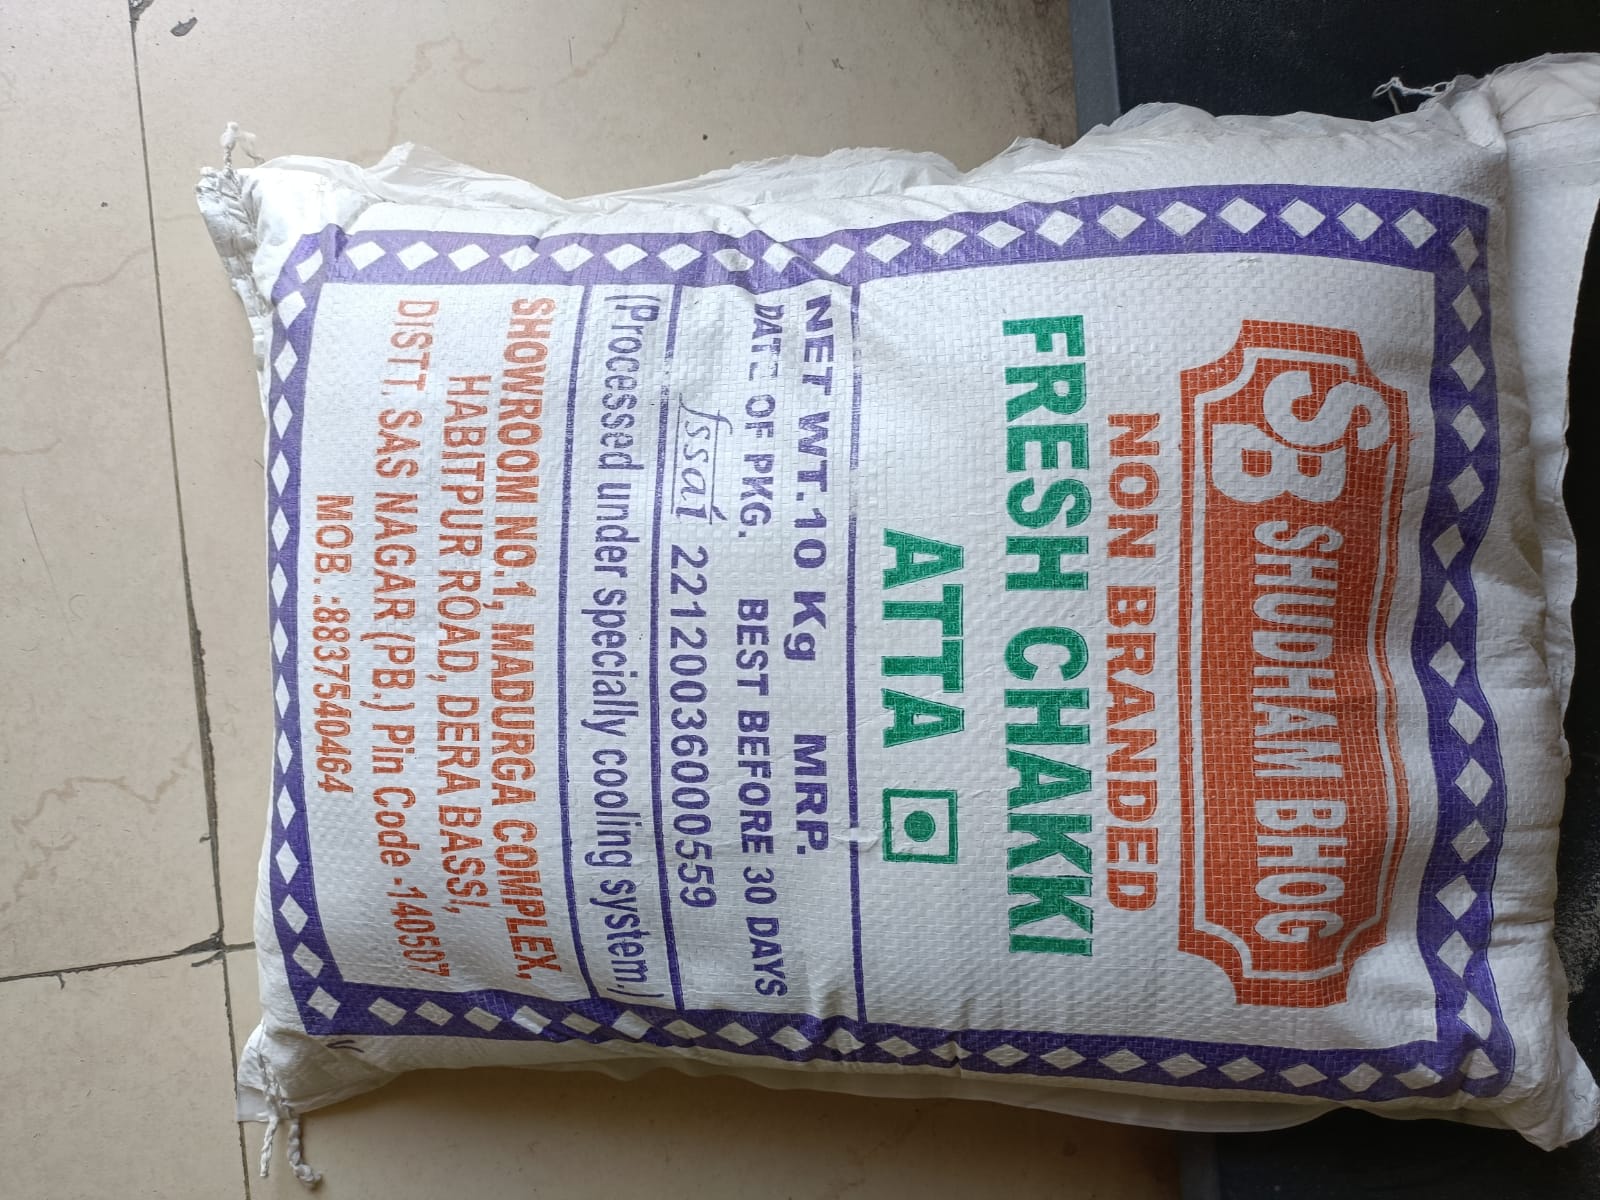 SB SHUDHAM BHOG
NON BRANDED
FRESH CHAKKI
ATTA
NET WT.10 Kg MRP.
DATE OF PKG. BEST BEFORE 30 DAYS
fssai 22120036000559
(Processed under specially cooling system.)
SHOWROOM NO.1, MADURGA COMPLEX,
HABITPUR ROAD, DERA BASSI,
DISTT. SAS NAGAR (PB.) Pin Code -140507
MOB. :8837540464